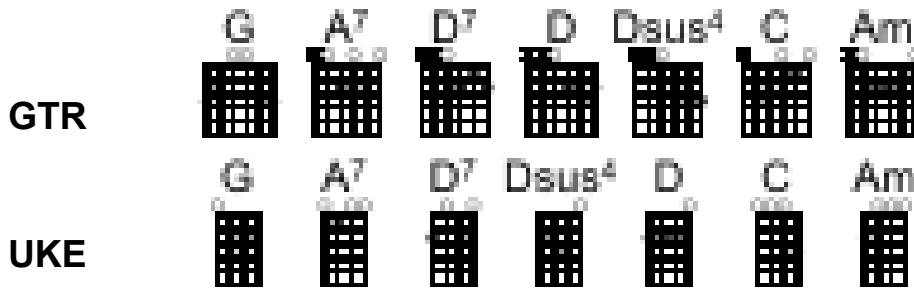 G A7 D7 D Dsus4 C Am
GTR
G A7 D7 Dsus4 D C Am
UKE